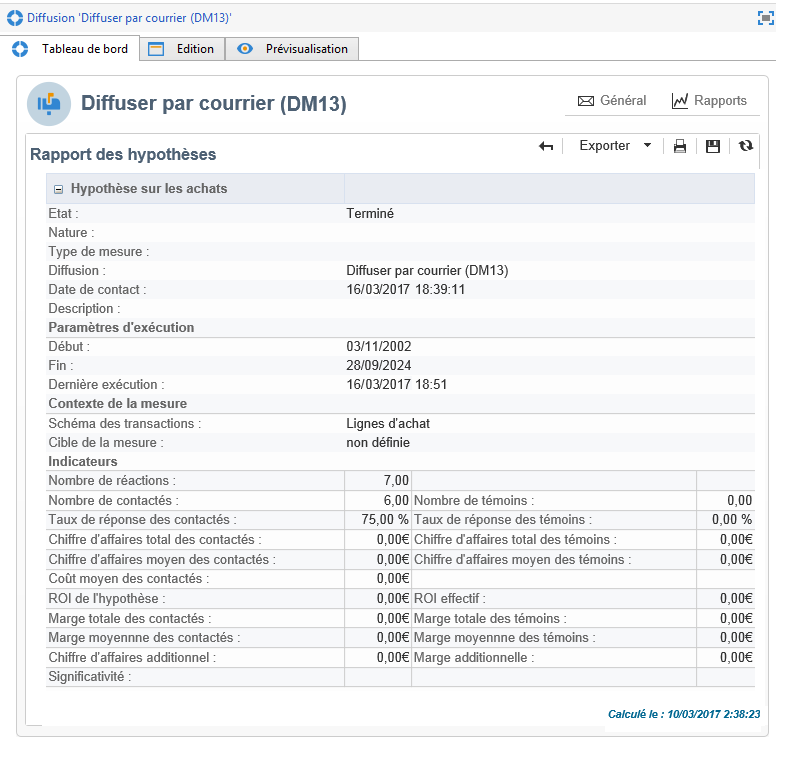 Diffusion 'Diffuser par courrier (DM13)'
Tableau de bord Edition Prévisualisation
Diffuser par courrier (DM13) Général Rapports
Rapport des hypothèses Exporter
Hypothèse sur les achats
Etat : Terminé
Nature :
Type de mesure :
Diffusion : Diffuser par courrier (DM13)
Date de contact : 16/03/2017 18:39:11
Description :
Paramètres d'exécution
Début : 03/11/2002
Fin : 28/09/2024
Dernière exécution : 16/03/2017 18:51
Contexte de la mesure
Schéma des transactions : Lignes d'achat
Cible de la mesure : non définie
Indicateurs
Nombre de réactions : 7,00
Nombre de contactés : 6,00 Nombre de témoins : 0,00
Taux de réponse des contactés : 75,00 % Taux de réponse des témoins : 0,00 %
Chiffre d'affaires total des contactés : 0,00€ Chiffre d'affaires total des témoins : 0,00€
Chiffre d'affaires moyen des contactés : 0,00€ Chiffre d'affaires moyen des témoins : 0,00€
Coût moyen des contactés : 0,00€
ROI de l'hypothèse : 0,00€ ROI effectif : 0,00€
Marge totale des contactés : 0,00€ Marge totale des témoins : 0,00€
Marge moyennne des contactés : 0,00€ Marge moyennne des témoins : 0,00€
Chiffre d'affaires additionnel : 0,00€ Marge additionnelle : 0,00€
Significativité :
Calculé le : 10/03/2017 2:38:23